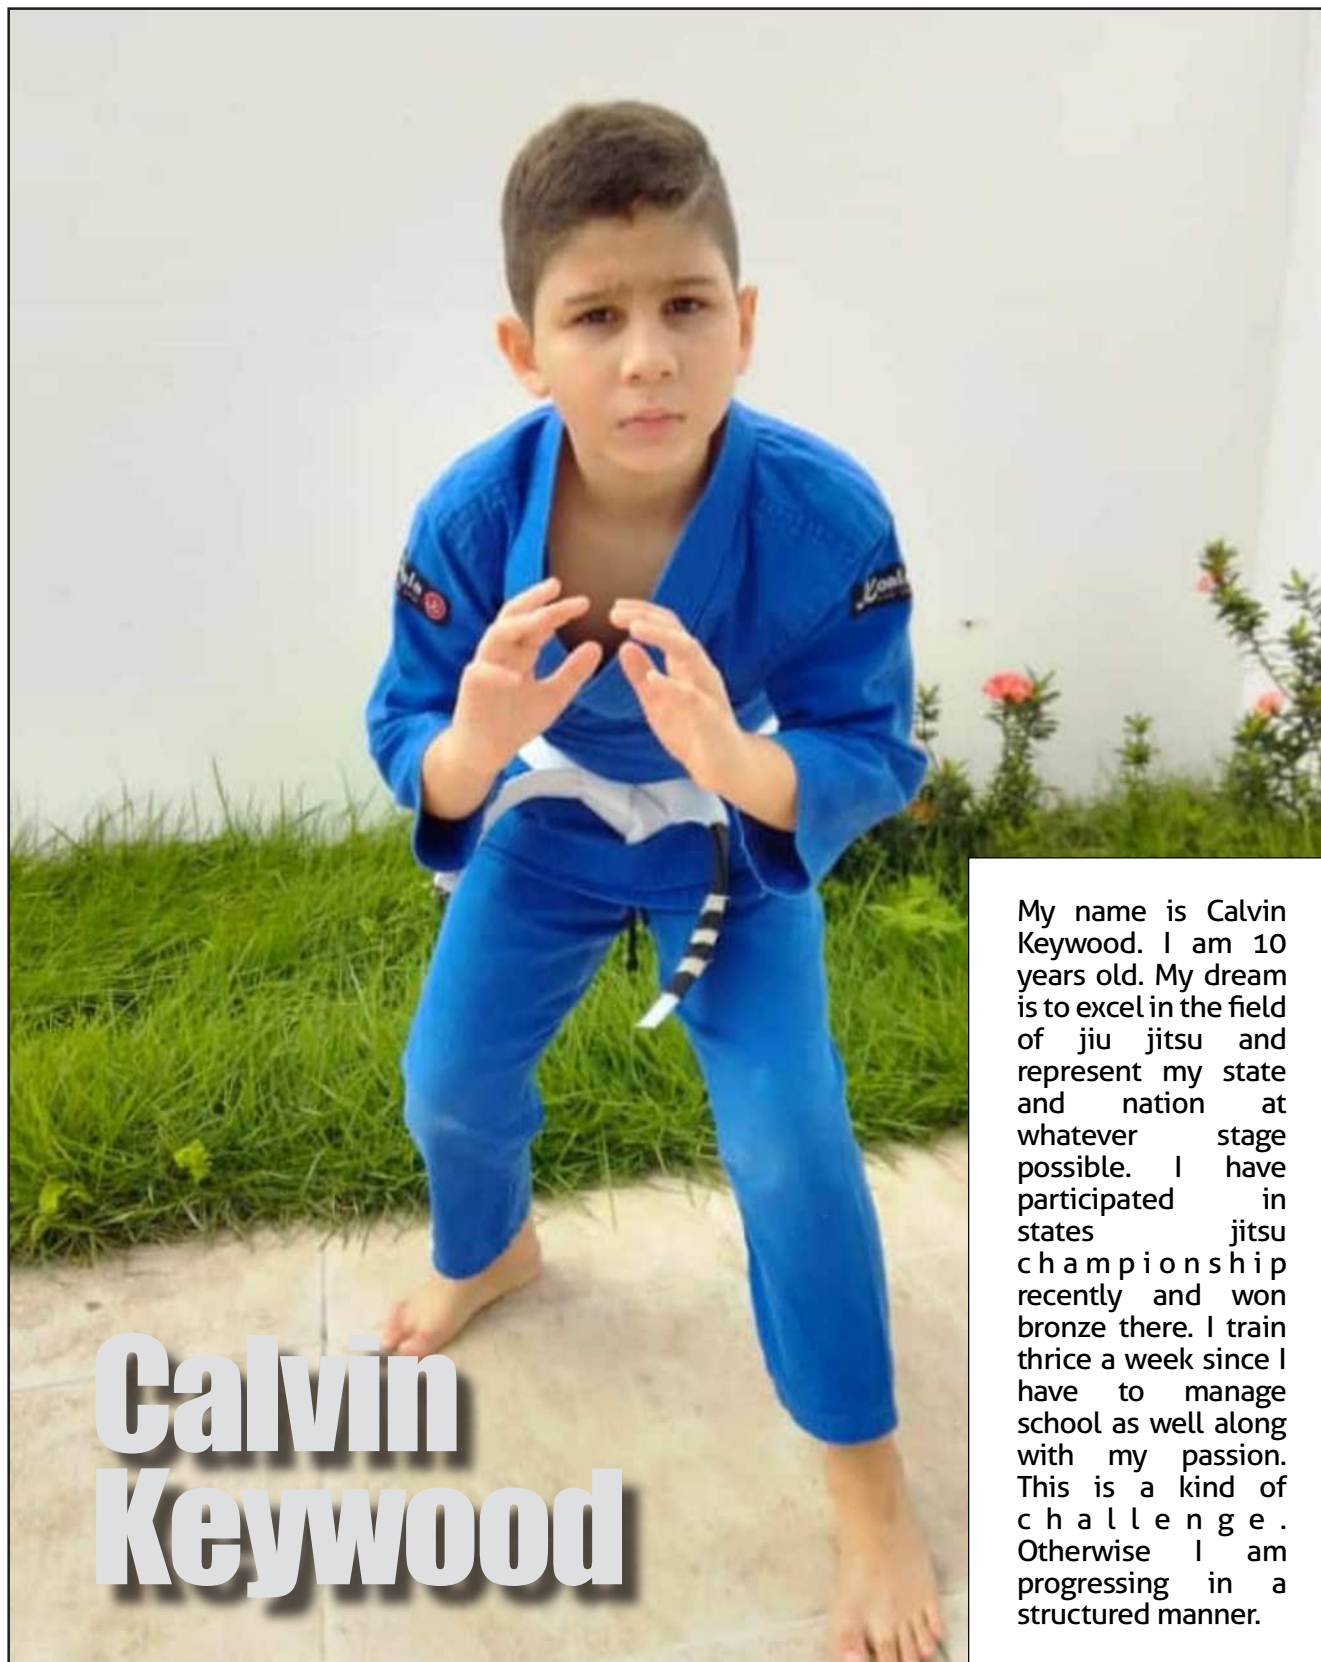 My name is Calvin
Keywood. I am 10
years old. My dream
is to excel in the field
of jiu jitsu and
represent my state
and nation at
whatever stage
possible. I have
participated in
states jitsu
championship
recently and won
bronze there. I train
thrice a week since I
have to manage
school as well along
with my passion.
This is a kind of
challenge.
Otherwise I am
progressing in a
structured manner.
Calvin
Keywood